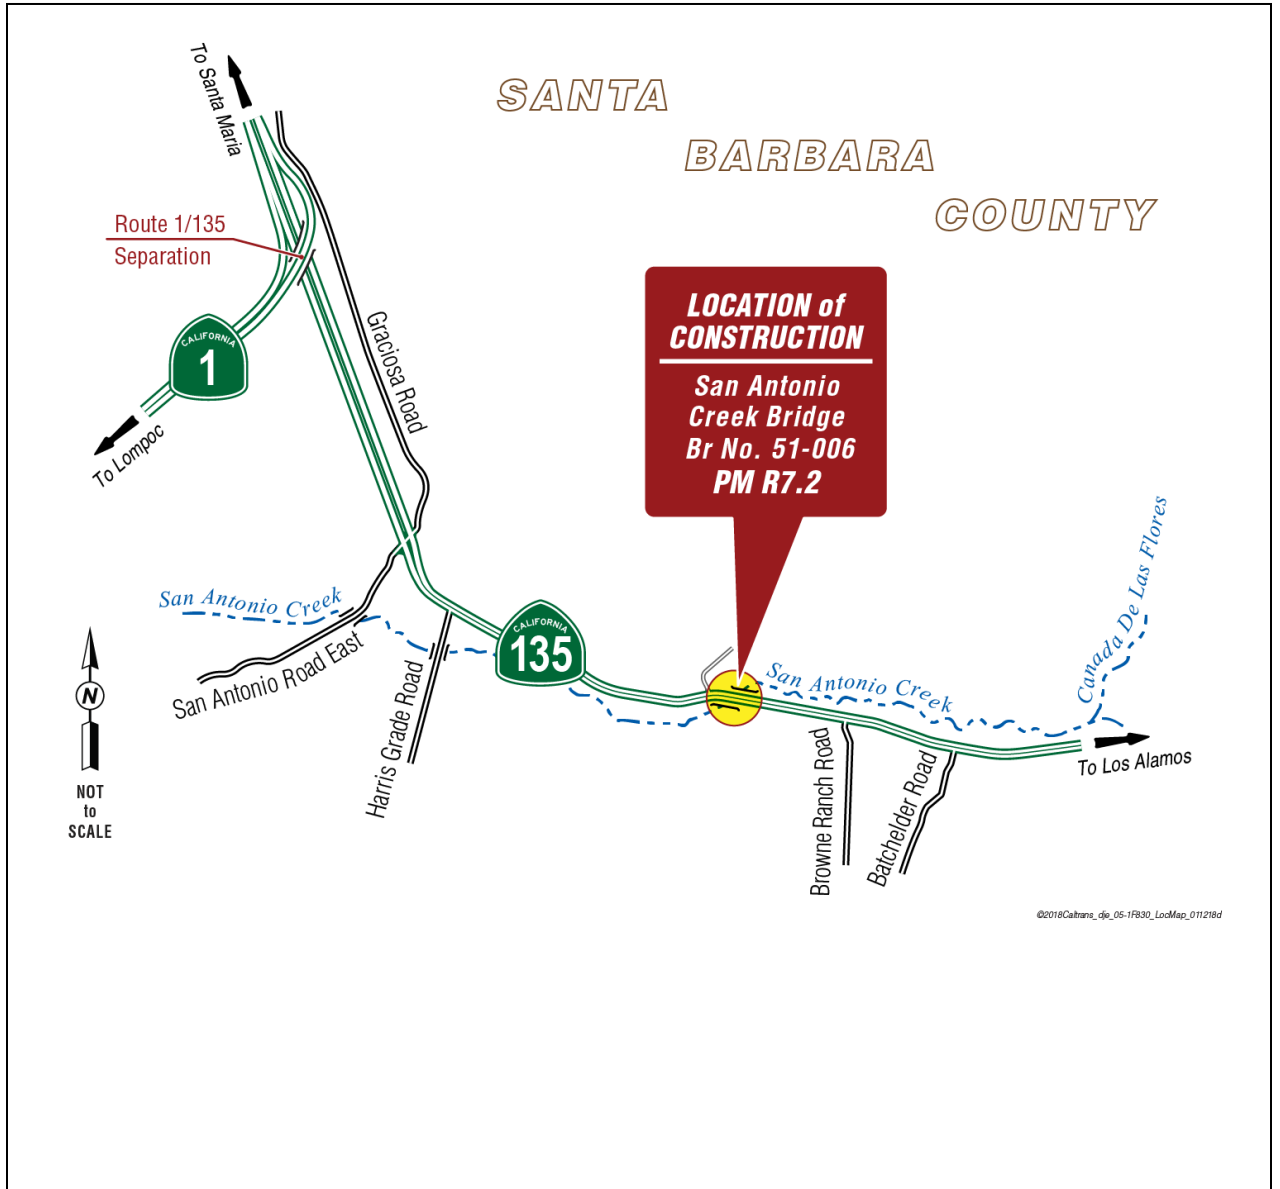 To Santa Maria
SANTA
BARBARA
COUNTY
Route 1/135
Separation
LOCATION of
CONSTRUCTION
San Antonio
Creek Bridge
Br No. 51-006
PM R7.2
Graciosa Road
CALIFORNIA
1
To Lompoc
San Antonio Creek
San Antonio Road East
Harris Grade Road
CALIFORNIA
135
San Antonio Creek
Canada De Las Flores
To Los Alamos
Browne Ranch Road
Batchelder Road
N
NOT
to
SCALE
©2018Caltrans_dje_05-1F830_LocMap_011218d